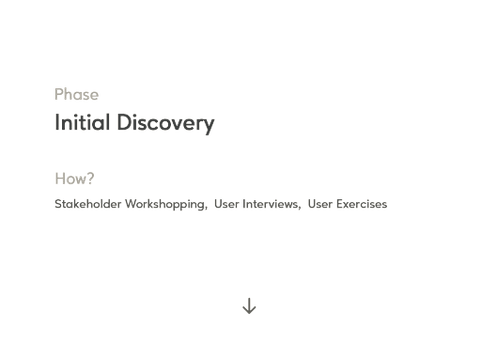 Phase
Initial Discovery
How?
Stakeholder Workshopping, User Interviews, User Exercises